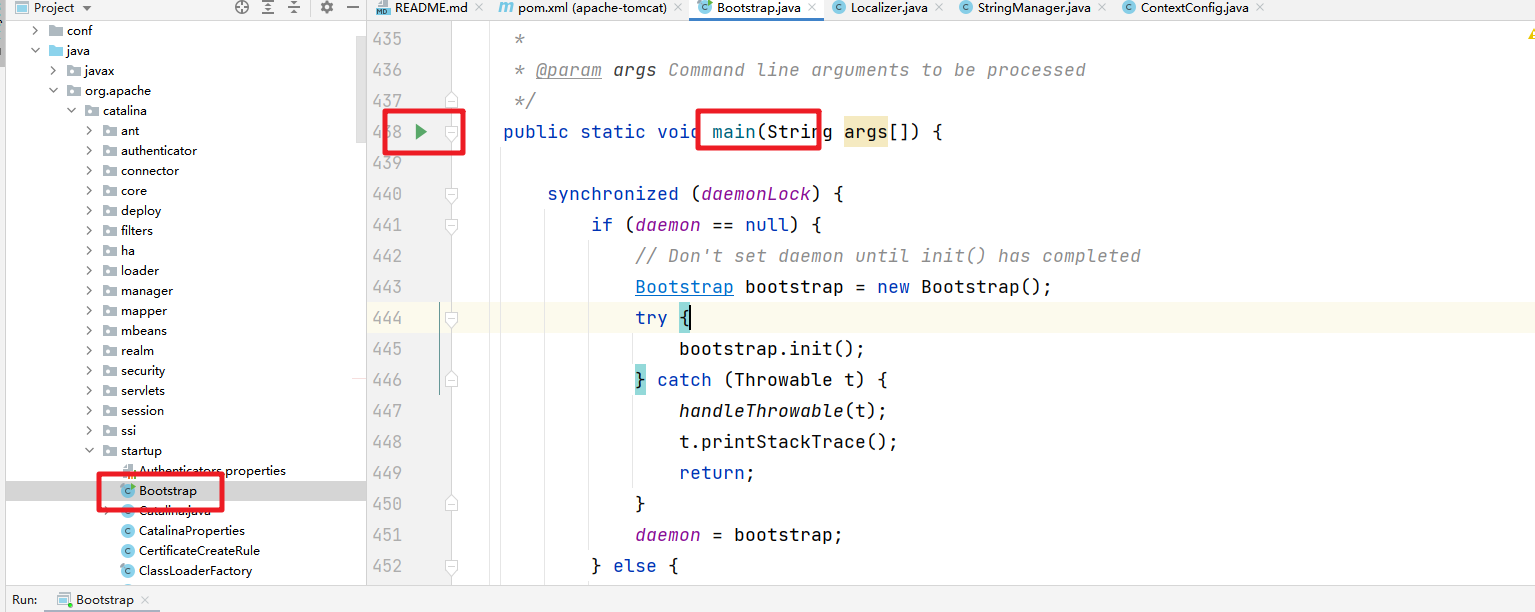 Project
README.md
pom.xml (apache-tomcat)
Bootstrap.java
Localizer.java
StringManager.java
ContextConfig.java
conf
java
javax
org.apache
catalina
ant
authenticator
connector
core
deploy
filters
ha
loader
manager
mapper
mbeans
realm
security
servlets
session
ssi
startup
Authenticators.properties
Bootstrap
Catalina.java
CatalinaProperties
CertificateCreateRule
ClassLoaderFactory
435 *
436 * @param args Command line arguments to be processed
437 */
438 public static void main(String args[]) {
439
440 synchronized (daemonLock) {
441 if (daemon == null) {
442 // Don't set daemon until init() has completed
443 Bootstrap bootstrap = new Bootstrap();
444 try {
445 bootstrap.init();
446 } catch (Throwable t) {
447 handleThrowable(t);
448 t.printStackTrace();
449 return;
450 }
451 daemon = bootstrap;
452 } else {
Run: Bootstrap